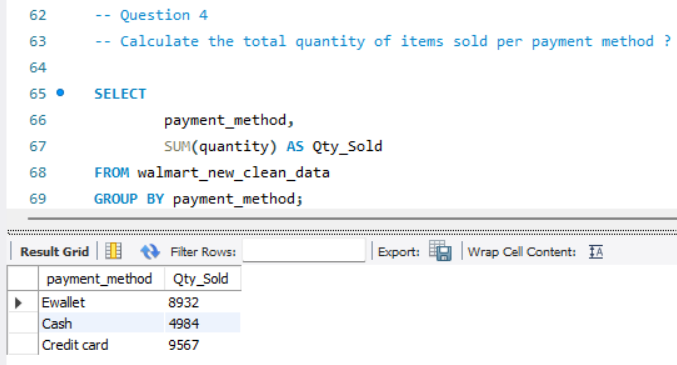 62 -- Question 4
63 -- Calculate the total quantity of items sold per payment method ?
64
65 SELECT
66 payment_method,
67 SUM(quantity) AS Qty_Sold
68 FROM walmart_new_clean_data
69 GROUP BY payment_method;
Result Grid Filter Rows: Export: Wrap Cell Content: IA
payment_method Qty_Sold
Ewallet 8932
Cash 4984
Credit card 9567